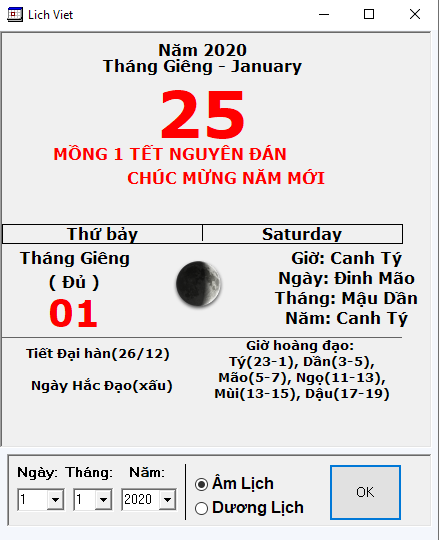 Lich Viet
Năm 2020
Tháng Giêng - January
25
MỒNG 1 TẾT NGUYÊN ĐÁN
CHÚC MỪNG NĂM MỚI
Thứ bảy Saturday
Tháng Giêng
( Đủ )
01
Giờ: Canh Tý
Ngày: Đinh Mão
Tháng: Mậu Dần
Năm: Canh Tý
Tiết Đại hàn(26/12)
Ngày Hắc Đạo(xấu)
Giờ hoàng đạo:
Tý(23-1), Dần(3-5),
Mão(5-7), Ngọ(11-13),
Mùi(13-15), Dậu(17-19)
Ngày: Tháng: Năm:
1 1 2020
Âm Lịch
Dương Lịch
OK